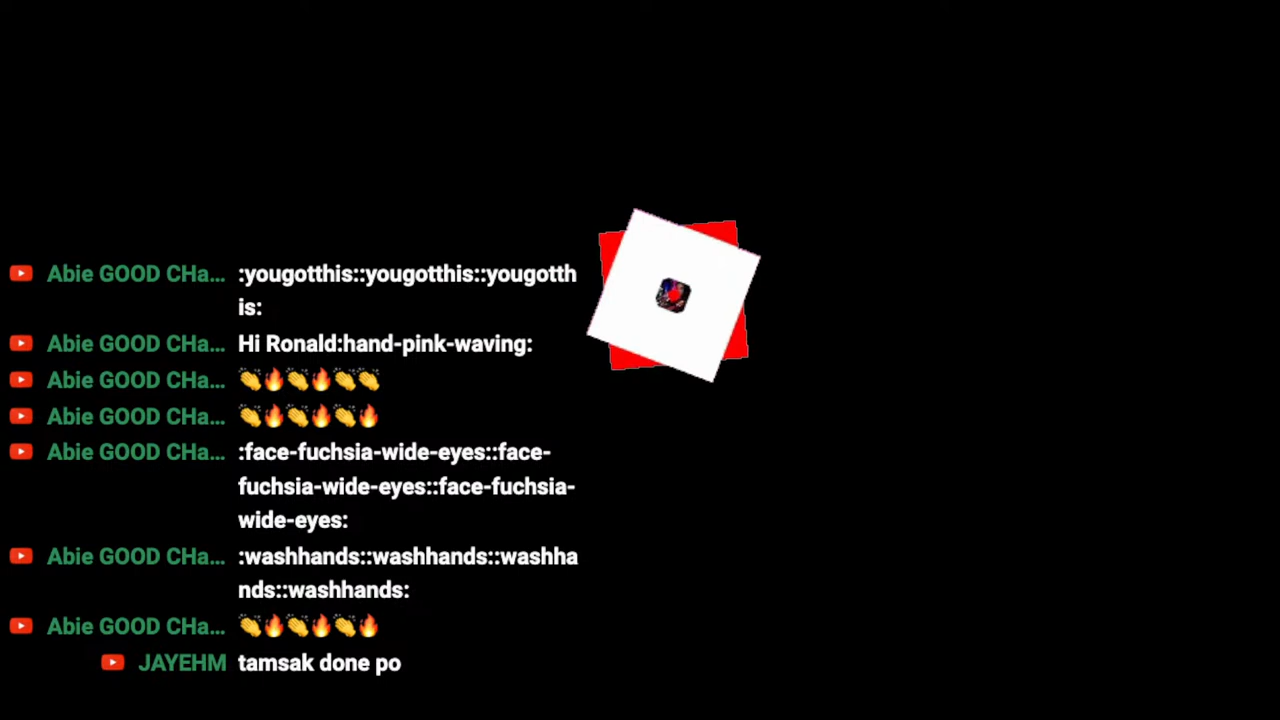 Abie GOOD CHa... :yougotthis::yougotthis::yougotth
is:
Abie GOOD CHa... Hi Ronald:hand-pink-waving:
Abie GOOD CHa... 👏🔥👏🔥👏👏
Abie GOOD CHa... 👏🔥👏🔥👏🔥
Abie GOOD CHa... :face-fuchsia-wide-eyes::face-
fuchsia-wide-eyes::face-fuchsia-
wide-eyes:
Abie GOOD CHa... :washhands::washhands::washha
nds::washhands:
Abie GOOD CHa... 👏🔥👏🔥👏🔥
JAYEHM tamsak done po